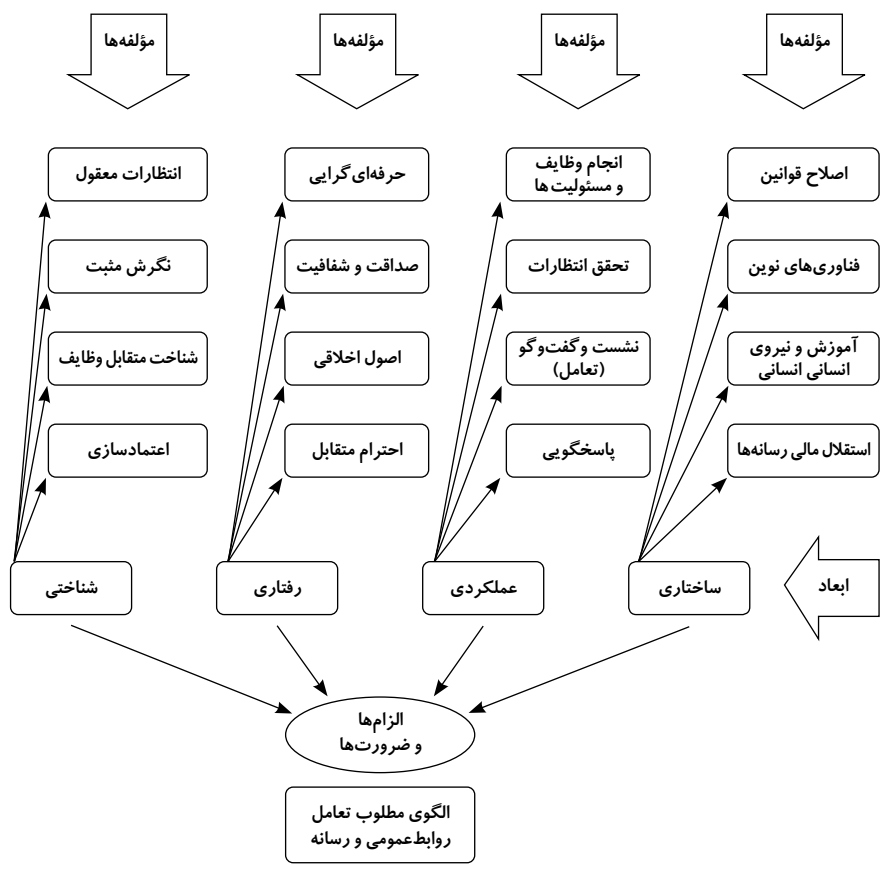 مؤلفه‌ها
مؤلفه‌ها
مؤلفه‌ها
مؤلفه‌ها
اصلاح قوانین
انجام وظایف
و مسئولیت ها
حرفه‌ای گرایی
انتظارات معقول
فناوری‌های نوین
تحقق انتظارات
صداقت و شفافیت
نگرش مثبت
آموزش و نیروی
انسانی انسانی
نشست و گفت‌و‌گو
(تعامل)
اصول اخلاقی
شناخت متقابل وظایف
استقلال مالی رسانه‌ها
پاسخگویی
احترام متقابل
اعتمادسازی
ابعاد
ساختاری
عملکردی
رفتاری
شناختی
الزام‌ها
و ضرورت‌ها
الگوی مطلوب تعامل
روابط‌عمومی و رسانه